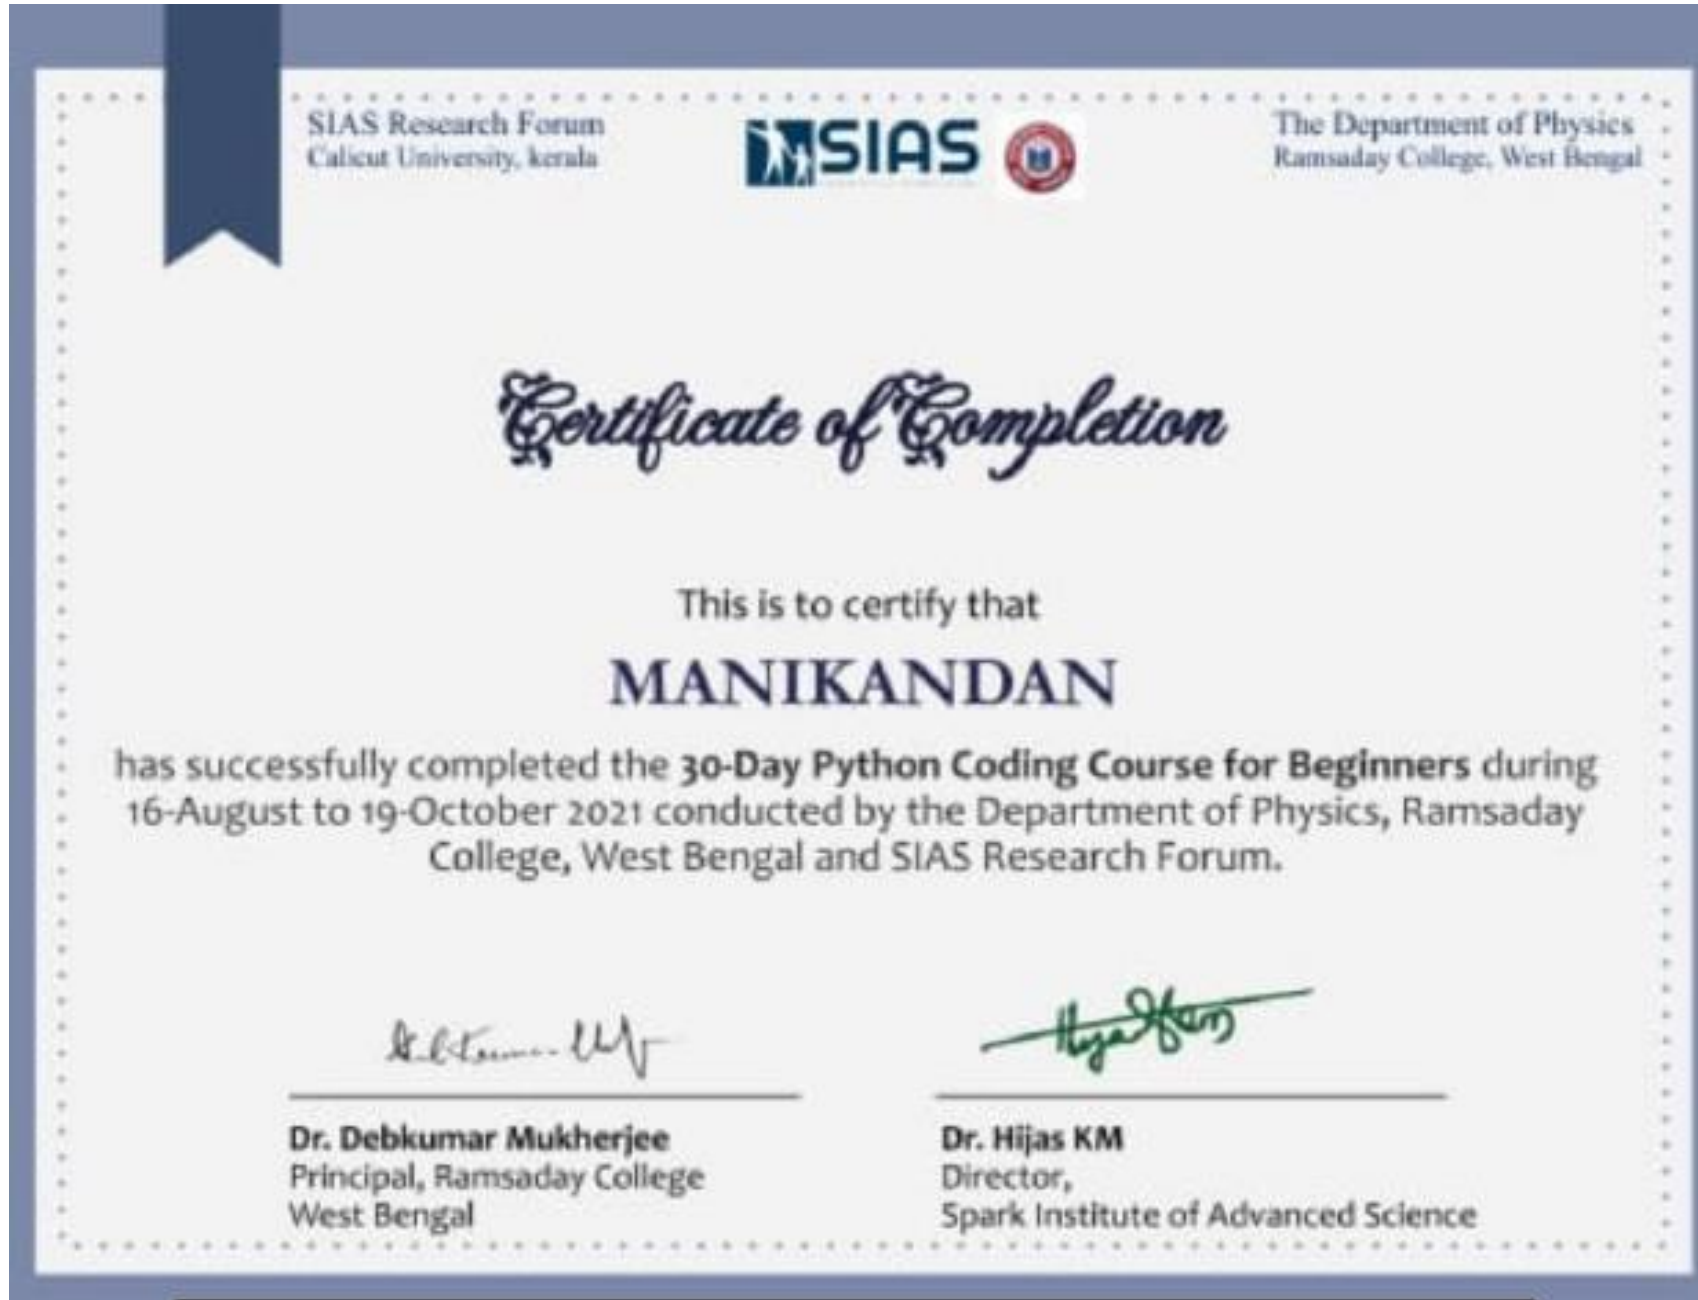 SIAS Research Forum
Calicut University, kerala
SIAS
The Department of Physics
Ramsaday College, West Bengal
Certificate of Completion
This is to certify that
MANIKANDAN
has successfully completed the 30-Day Python Coding Course for Beginners during
16-August to 19-October 2021 conducted by the Department of Physics, Ramsaday
College, West Bengal and SIAS Research Forum.
Dr. Debkumar Mukherjee
Principal, Ramsaday College
West Bengal
Dr. Hijas KM
Director,
Spark Institute of Advanced Science